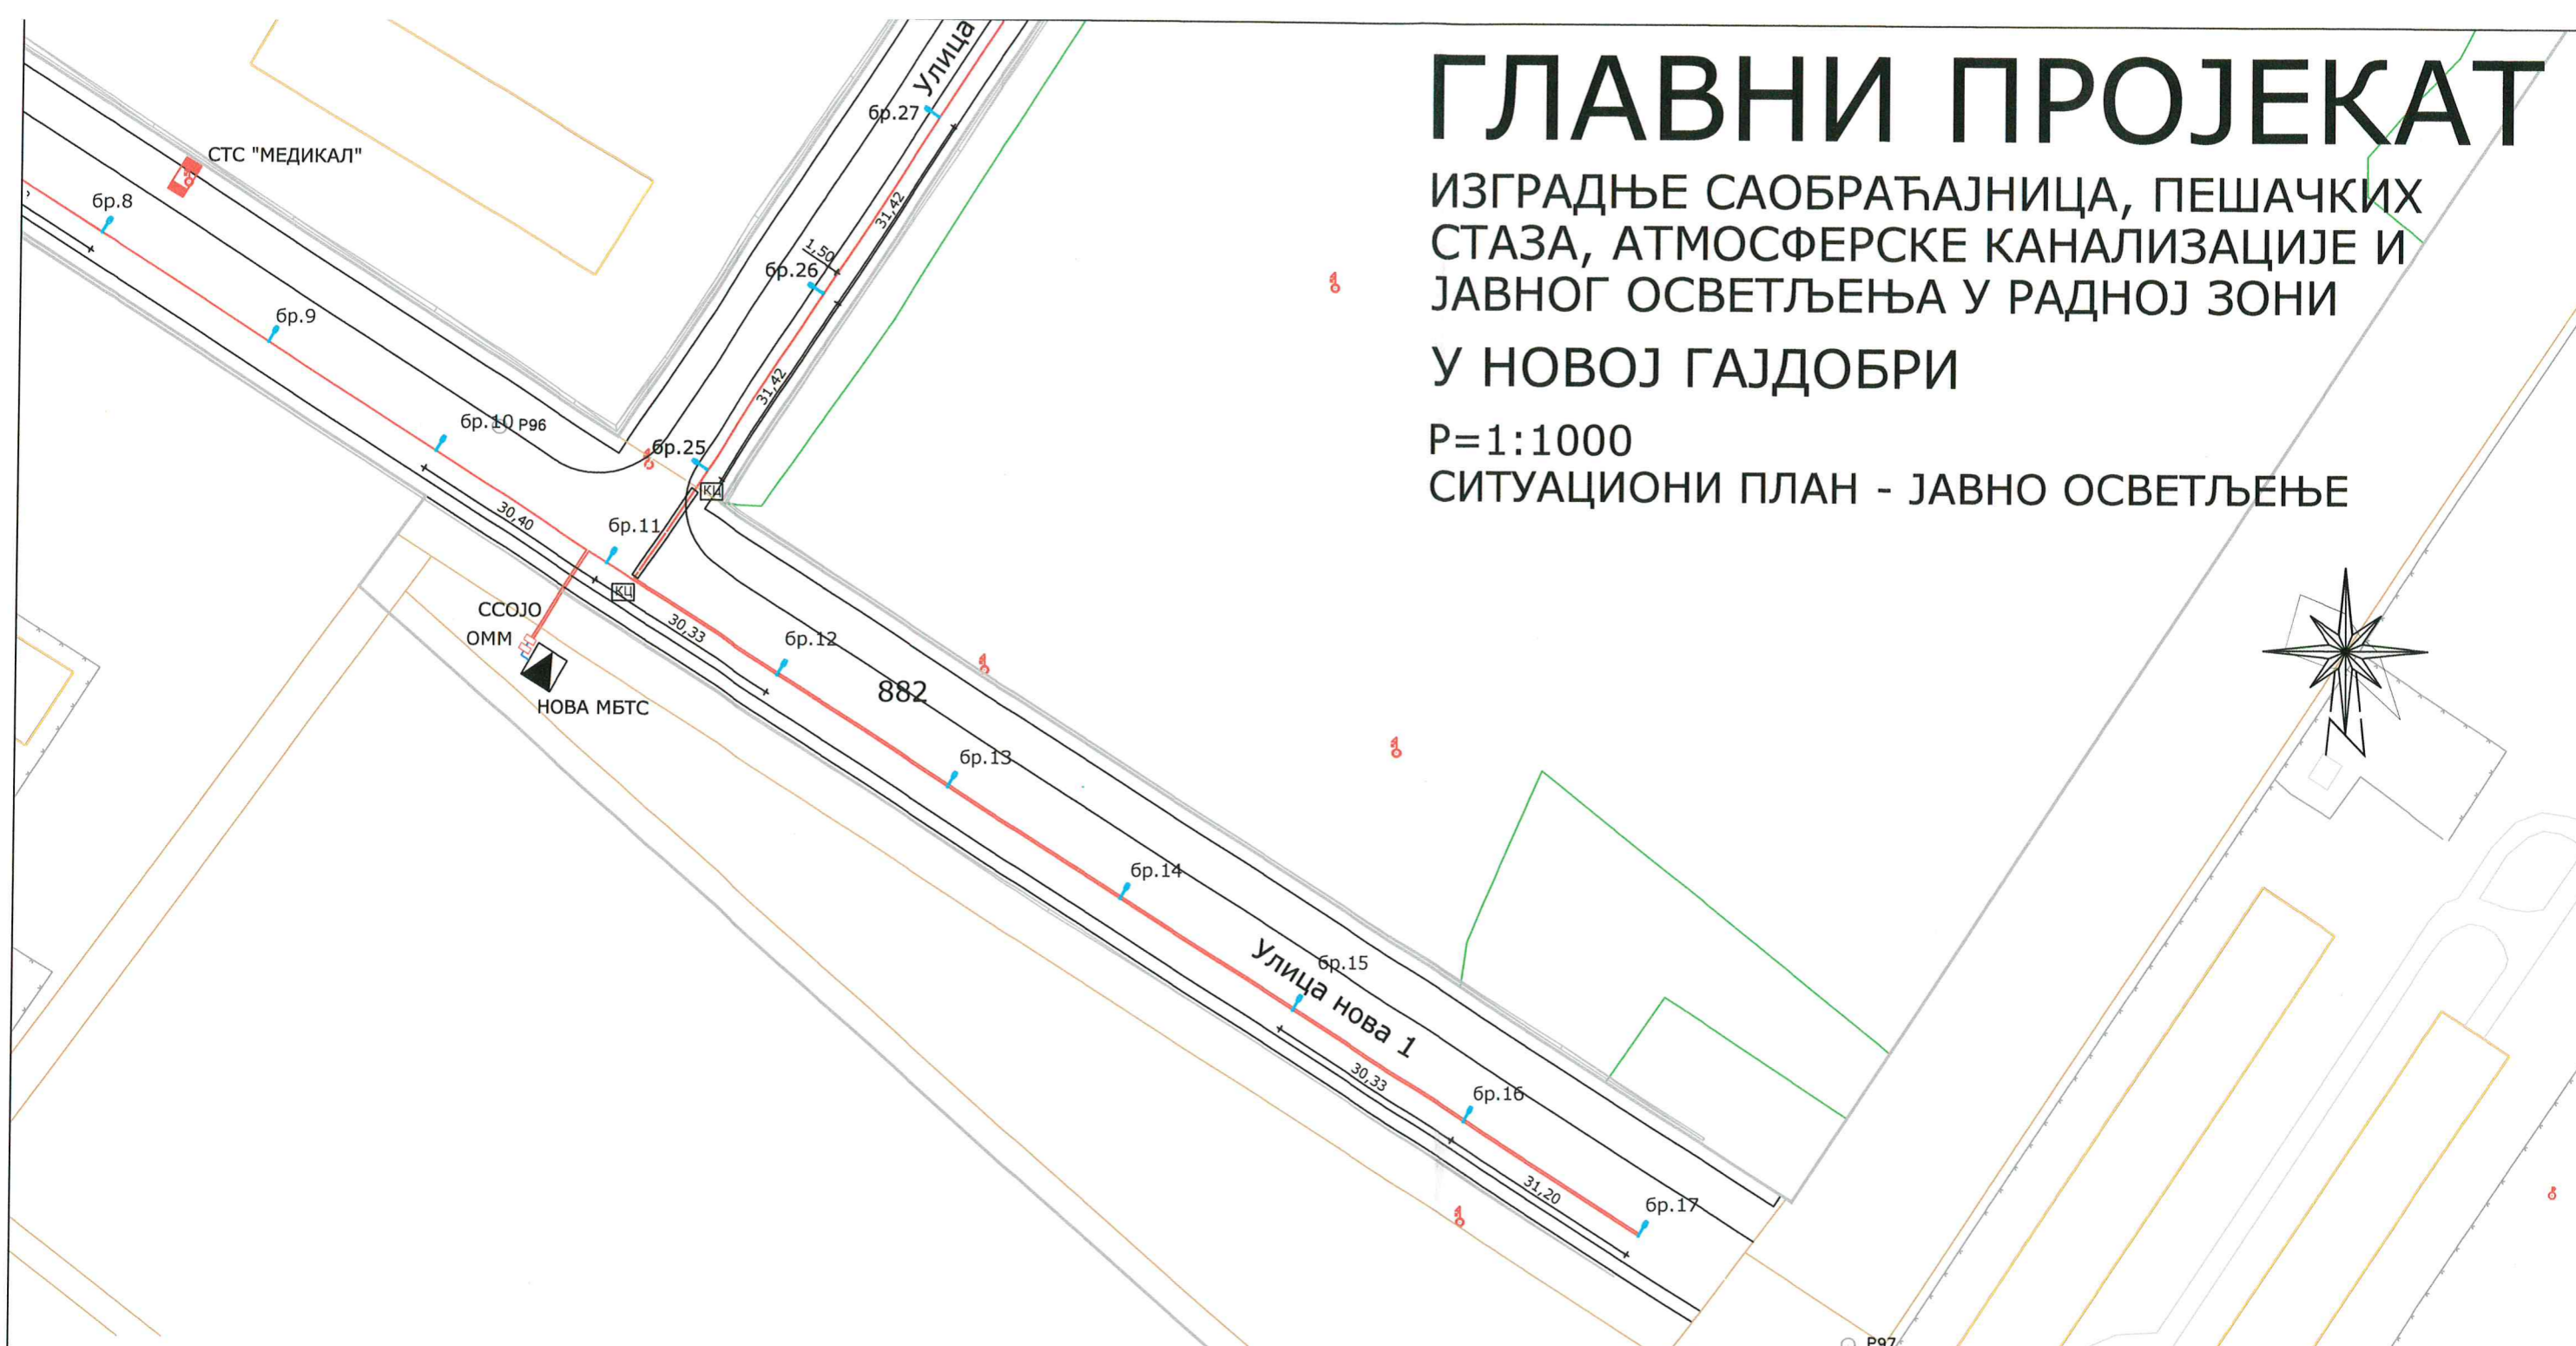 ГЛАВНИ ПРОЈЕКАТ
ИЗГРАДЊЕ САОБРАЋАЈНИЦА, ПЕШАЧКИХ
СТАЗА, АТМОСФЕРСКЕ КАНАЛИЗАЦИЈЕ И
ЈАВНОГ ОСВЕТЉЕЊА У РАДНОЈ ЗОНИ
У НОВОЈ ГАЈДОБРИ
Р=1:1000
СИТУАЦИОНИ ПЛАН - ЈАВНО ОСВЕТЉЕЊЕ
Улица
бр.27
СТС "МЕДИКАЛ"
бр.8
31,42
1,50
бр.26
бр.9
31,42
бр.10
Р96
бр.25
КЦ
30,40
бр.11
КЦ
ССОЈО
ОММ
30,33
бр.12
882
НОВА МБТС
N
бр.13
бр.14
Улица нова 1
бр.15
30,33
бр.16
31,20
бр.17
Р97